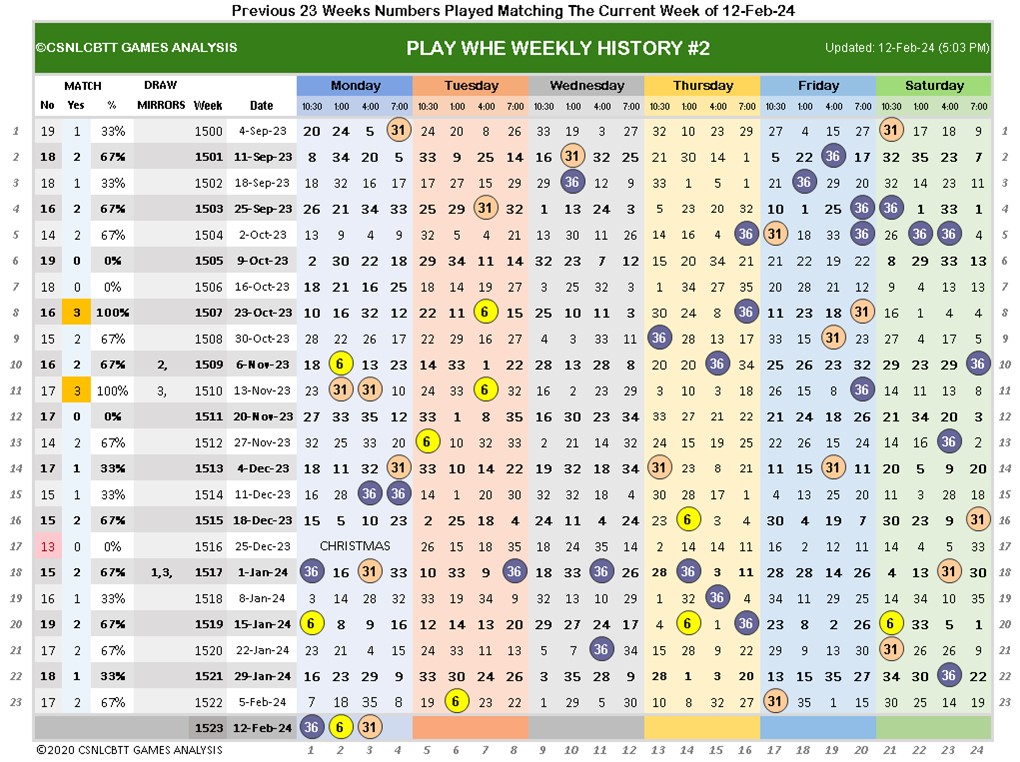 Previous 23 Weeks Numbers Played Matching The Current Week of 12-Feb-24
©CSNLCBTT GAMES ANALYSIS PLAY WHE WEEKLY HISTORY #2 Updated: 12-Feb-24 (5:03 PM)
MATCH DRAW Monday Tuesday Wednesday Thursday Friday Saturday
No Yes % MIRRORS Week Date 10:30 1:00 4:00 7:00 10:30 1:00 4:00 7:00 10:30 1:00 4:00 7:00 10:30 1:00 4:00 7:00 10:30 1:00 4:00 7:00 10:30 1:00 4:00 7:00
1 19 1 33% 1500 4-Sep-23 20 24 5 31 24 20 8 26 33 19 3 27 32 10 23 29 27 4 15 27 31 17 18 9 1
2 18 2 67% 1501 11-Sep-23 8 34 20 5 33 9 25 14 16 31 32 25 21 30 14 1 5 22 36 17 32 35 23 7 2
3 18 1 33% 1502 18-Sep-23 18 32 16 17 17 27 15 29 29 36 12 9 33 1 5 1 21 36 29 20 32 14 23 11 3
4 16 2 67% 1503 25-Sep-23 26 21 34 33 25 29 31 32 1 13 24 3 5 23 20 32 10 1 25 36 36 1 33 1 4
5 14 2 67% 1504 2-Oct-23 13 9 4 9 32 5 4 21 13 30 11 26 14 16 4 36 31 18 33 36 26 36 36 5 5
6 19 0 0% 1505 9-Oct-23 2 30 22 18 29 34 11 14 32 23 7 12 15 20 34 21 21 22 19 22 8 29 33 13 6
7 18 0 0% 1506 16-Oct-23 18 21 16 25 18 14 19 27 3 31 11 6 1 34 27 35 20 28 21 12 9 4 13 13 7
8 16 3 100% 1507 23-Oct-23 10 16 32 12 22 11 6 15 25 10 11 3 30 24 8 36 11 23 18 31 16 1 4 4 8
9 15 2 67% 1508 30-Oct-23 28 22 26 17 22 29 16 27 4 3 33 11 36 28 13 17 33 15 31 23 27 4 17 5 9
10 16 2 67% 2, 1509 6-Nov-23 18 6 13 23 14 33 1 22 28 13 28 8 20 20 36 34 25 26 23 32 29 23 29 36 10
11 17 3 100% 3, 1510 13-Nov-23 23 31 31 10 24 33 6 32 16 2 23 29 3 10 3 18 26 15 8 36 14 11 13 8 11
12 17 0 0% 1511 20-Nov-23 27 33 35 12 33 1 8 35 16 30 23 34 33 27 21 22 21 24 18 26 21 34 20 3 12
13 14 2 67% 1512 27-Nov-23 32 25 33 20 6 10 32 33 2 21 14 32 24 15 19 25 22 26 15 24 14 16 36 2 13
14 17 1 33% 1513 4-Dec-23 18 11 32 31 33 10 14 22 19 32 18 34 31 23 8 21 11 15 31 11 20 5 9 20 14
15 15 1 33% 1514 11-Dec-23 16 28 36 36 14 1 20 30 32 32 18 4 30 28 17 1 4 13 25 20 11 3 28 18 15
16 15 2 67% 1515 18-Dec-23 15 5 10 23 2 25 18 4 24 11 4 24 23 6 3 4 30 4 19 7 30 23 9 31 16
17 13 0 0% 1516 25-Dec-23 CHRISTMAS 26 15 18 35 18 24 35 14 2 14 14 11 16 2 12 11 14 4 5 33 17
18 15 2 67% 1,3, 1517 1-Jan-24 36 16 31 33 10 33 9 36 18 33 36 26 28 36 3 11 28 28 14 26 4 13 31 30 18
19 16 1 33% 1518 8-Jan-24 3 14 28 32 33 19 34 9 32 13 10 29 1 32 36 19 34 11 29 25 14 34 10 35 19
20 19 2 67% 1519 15-Jan-24 6 8 9 16 12 14 13 20 29 27 24 17 4 6 1 36 23 8 2 26 6 33 5 1 20
21 17 2 67% 1520 22-Jan-24 23 21 4 15 24 33 11 13 5 7 36 34 15 28 9 22 29 9 13 30 31 26 26 9 21
22 18 1 33% 1521 29-Jan-24 16 23 29 9 33 30 24 26 3 35 28 9 28 1 3 20 13 15 35 27 34 30 36 22 22
23 17 2 67% 1522 5-Feb-24 7 18 35 8 19 6 23 22 1 29 5 30 10 8 32 27 31 35 1 15 30 25 14 19 23
1523 12-Feb-24 36 6 31
©2020 CSNLCBTT GAMES ANALYSIS 1 2 3 4 5 6 7 8 9 10 11 12 13 14 15 16 17 18 19 20 21 22 23 24